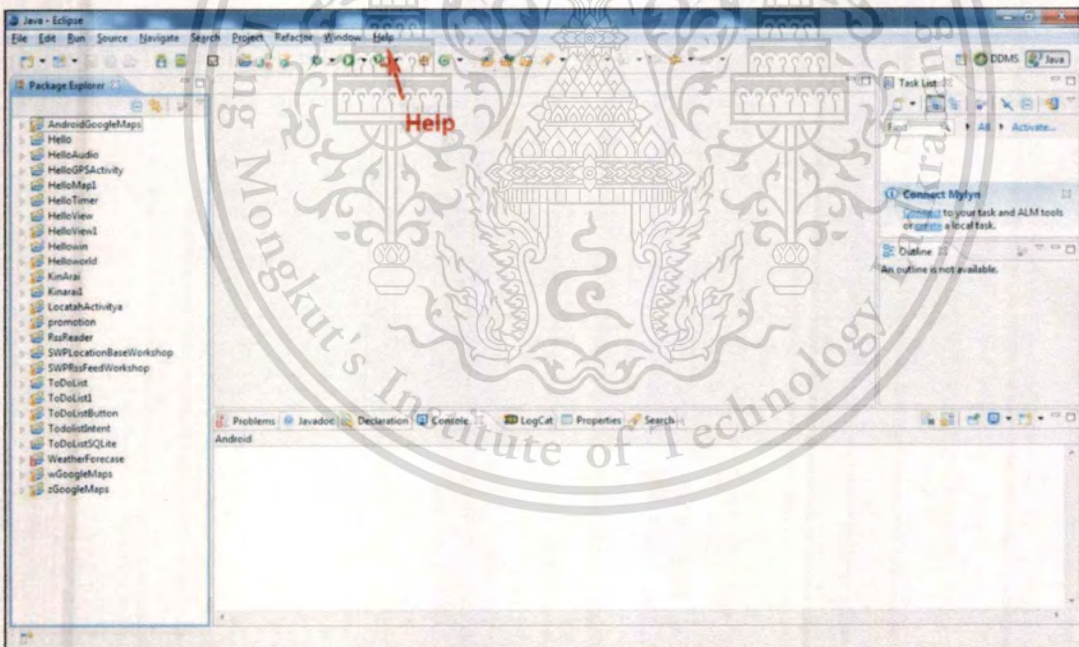 Java - Eclipse
File Edit Run Source Navigate Search Project Refactor Window Help
DDMS Java
Package Explorer
Task List
Help
Find All Activate...
AndroidGoogleMaps
Hello
HelloAudio
HelloGPSActivity
HelloMap1
HelloTimer
HelloView
HelloView1
Hellowin
Helloworld
KinArai
Kinarai1
LocatahActivitya
promotion
RssReader
SWPLocationBaseWorkshop
SWPRssFeedWorkshop
ToDoList
ToDoList1
ToDoListButton
TodolistIntent
ToDoListSQLite
WeatherForecase
wGoogleMaps
zGoogleMaps
Connect Mylyn
Connect to your task and ALM tools
or create a local task.
Outline
An outline is not available.
Problems Javadoc Declaration Console LogCat Properties Search
Android
Mongkut's Institute of Technology